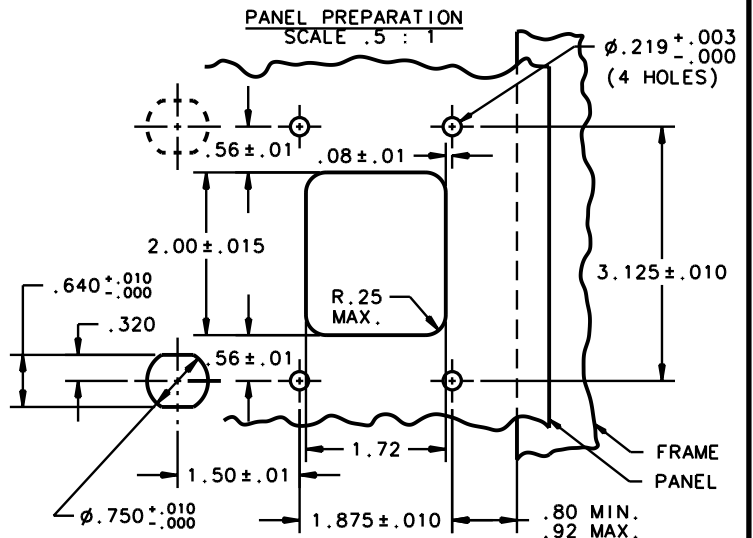 PANEL PREPARATION
SCALE .5 : 1
Ø.219 +.003 -.000
(4 HOLES)
.56±.01
.08±.01
2.00±.015
3.125±.010
.640 +.010 -.000
R.25
MAX.
.320
.56±.01
1.72
FRAME
1.50±.01
PANEL
Ø.750 +.010 -.000
1.875±.010
.80 MIN.
.92 MAX.